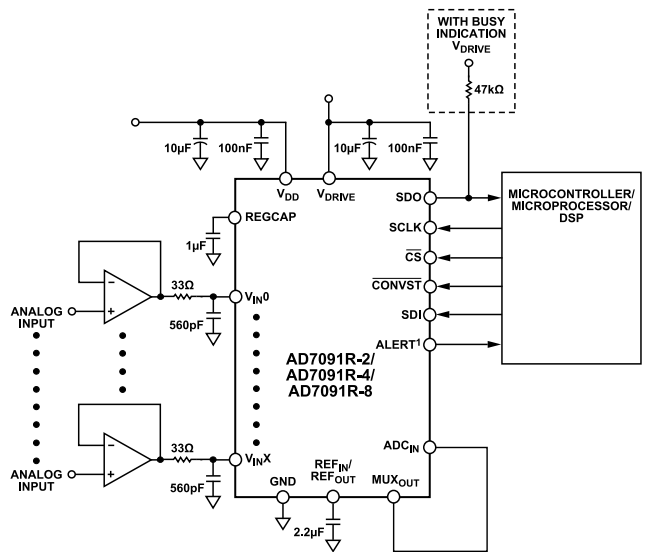 WITH BUSY
INDICATION
VDRIVE
47kΩ
10µF
100nF
10µF
100nF
VDD
VDRIVE
SDO
MICROCONTROLLER/
MICROPROCESSOR/
DSP
REGCAP
SCLK
1µF
CS
33Ω
VIN0
CONVST
ANALOG
INPUT
560pF
SDI
ALERT1
AD7091R-2/
AD7091R-4/
AD7091R-8
33Ω
VINX
ADCIN
ANALOG
INPUT
560pF
GND
REFIN/
REFOUT
MUXOUT
2.2µF